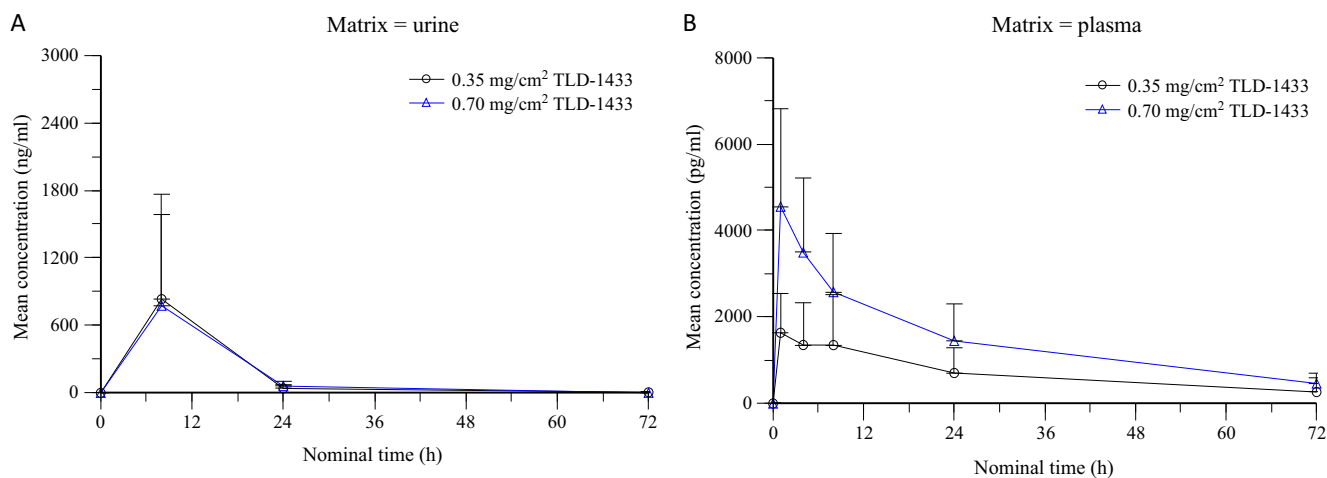 A
Matrix = urine
3000
2400
1800
1200
600
0
Mean concentration (ng/ml)
0.35 mg/cm² TLD-1433
0.70 mg/cm² TLD-1433
0 12 24 36 48 60 72
Nominal time (h)
B
Matrix = plasma
8000
6000
4000
2000
0
Mean concentration (pg/ml)
0.35 mg/cm² TLD-1433
0.70 mg/cm² TLD-1433
0 12 24 36 48 60 72
Nominal time (h)